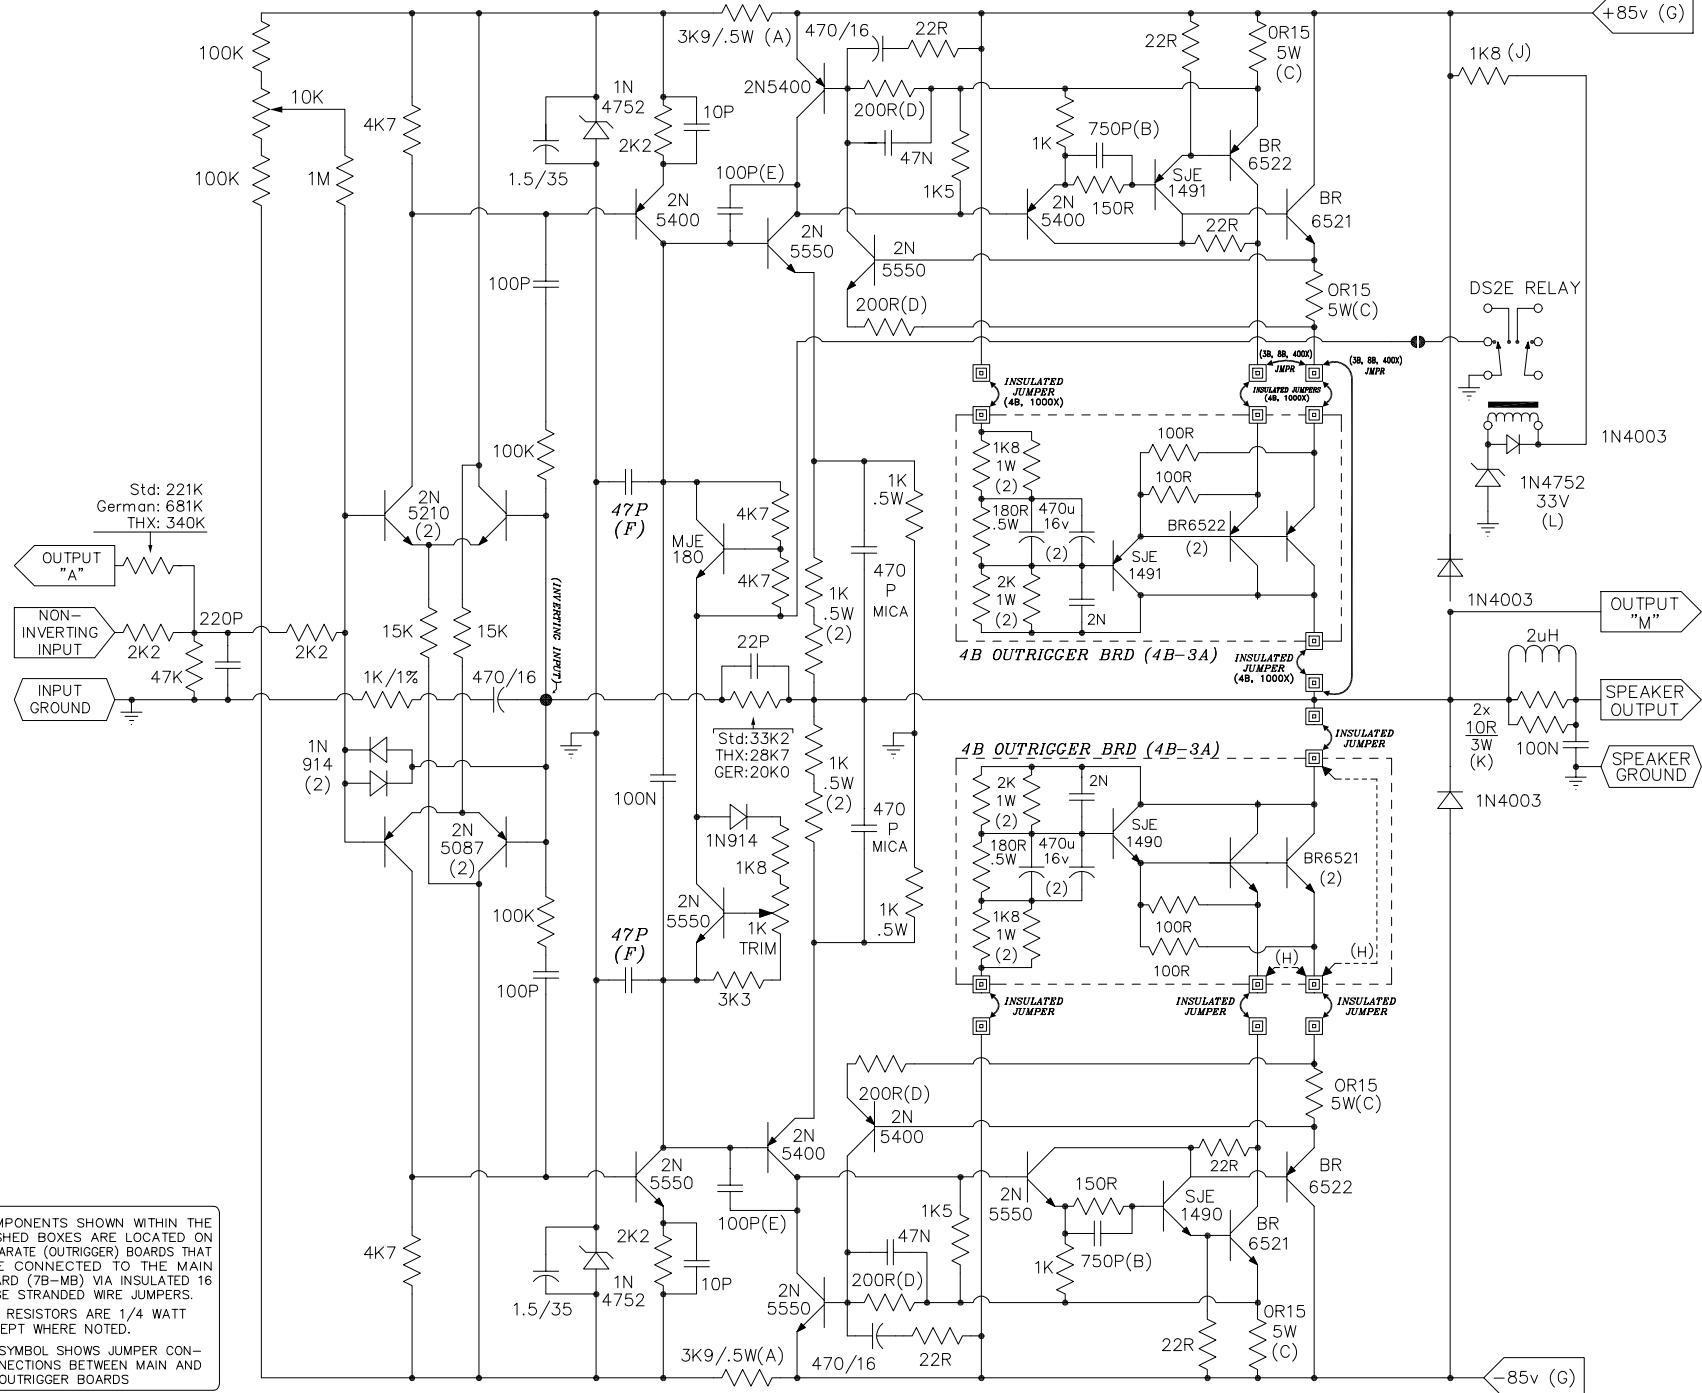 +85v (G)
3K9/.5W (A)
470/16
22R
22R
0R15
5W
(C)
1K8 (J)
100K
10K
4K7
1N
4752
10P
2K2
2N5400
200R(D)
47N
1K
750P(B)
BR
6522
100K
1M
1.5/35
100P(E)
1K5
150R
SJE
1491
2N
5400
2N
5400
BR
6521
22R
2N
5550
2N
5550
100P
200R(D)
0R15
5W(C)
DS2E RELAY
(3B, 8B, 400X)
JMPR
(3B, 8B, 400X)
JMPR
INSULATED
JUMPER
(4B, 1000X)
INSULATED JUMPERS
(4B, 1000X)
100K
100R
1K8
1W
(2)
1N4003
100R
1K
.5W
1N4752
33V
(L)
Std: 221K
German: 681K
THX: 340K
2N
5210
(2)
47P
(F)
4K7
180R
.5W
470u
16v
(2)
BR6522
(2)
MJE
180
OUTPUT
"A"
4K7
470
P
MICA
SJE
1491
2K
1W
(2)
2N
1N4003
OUTPUT
"M"
(INVERTING INPUT)
1K
.5W
(2)
NON-
INVERTING
INPUT
2K2
220P
2K2
15K
15K
22P
2uH
4B OUTRIGGER BRD (4B-3A)
INSULATED
JUMPER
(4B, 1000X)
47K
1K/1%
470/16
INPUT
GROUND
SPEAKER
OUTPUT
2x
10R
3W
(K)
100N
Std:33K2
THX:28K7
GER:20K0
1N
914
(2)
1K
.5W
(2)
4B OUTRIGGER BRD (4B-3A)
INSULATED
JUMPER
SPEAKER
GROUND
2K
1W
(2)
2N
1N4003
100N
470
P
MICA
SJE
1490
2N
5087
(2)
1N914
180R
.5W
470u
16v
(2)
BR6521
(2)
1K8
2N
5550
1K
TRIM
1K
.5W
1K8
1W
(2)
100R
100R
(H)
(H)
100K
47P
(F)
100P
3K3
INSULATED
JUMPER
INSULATED
JUMPER
INSULATED
JUMPER
200R(D)
0R15
5W(C)
2N
5400
2N
5400
22R
BR
6522
2N
5550
150R
SJE
1490
2N
5550
100P(E)
1K5
BR
6521
4K7
2K2
47N
750P(B)
1K
200R(D)
1.5/35
1N
4752
10P
2N
5550
0R15
5W
(C)
22R
3K9/.5W(A)
470/16
22R
-85v (G)
MPONENTS SHOWN WITHIN THE
SHED BOXES ARE LOCATED ON
PARATE (OUTRIGGER) BOARDS THAT
E CONNECTED TO THE MAIN
ARD (7B-MB) VIA INSULATED 16
GE STRANDED WIRE JUMPERS.
RESISTORS ARE 1/4 WATT
EPT WHERE NOTED.
SYMBOL SHOWS JUMPER CON-
NECTIONS BETWEEN MAIN AND
OUTRIGGER BOARDS